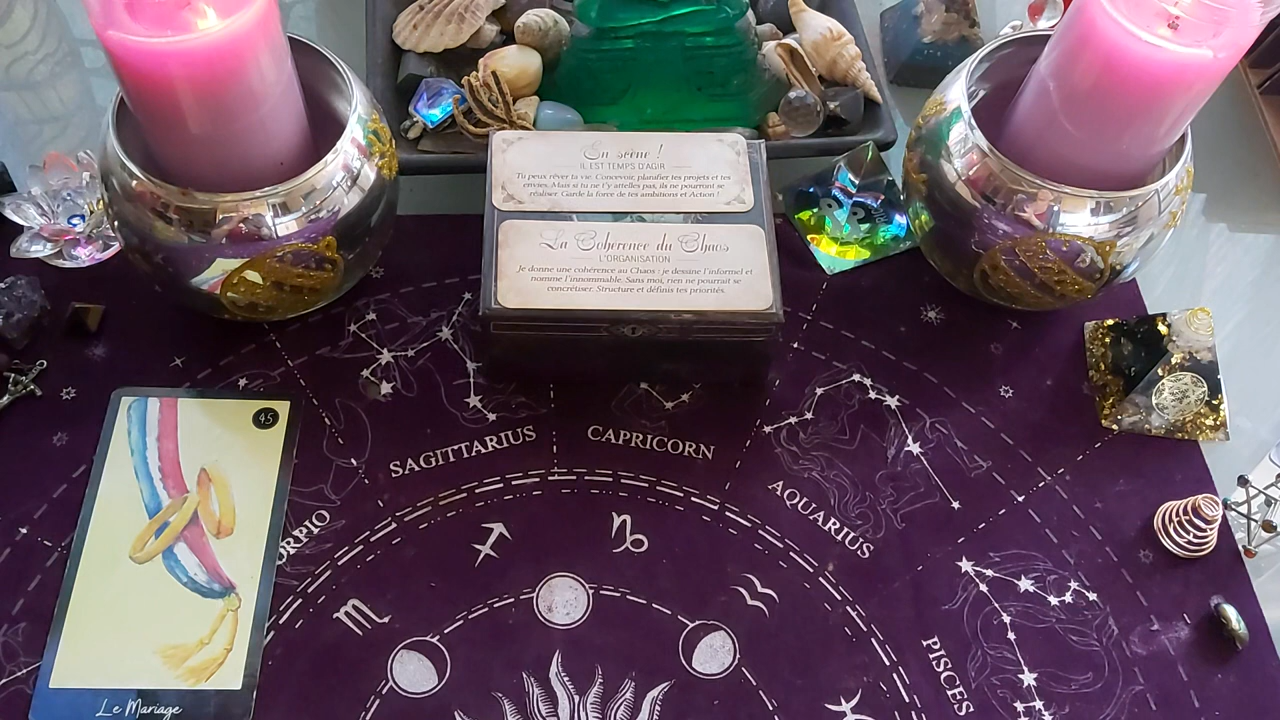 En scène !
IL EST TEMPS D'AGIR
Tu peux rêver ta vie. Concevoir, planifier tes projets et tes
envies. Mais si tu ne t'y attelles pas, ils ne pourront se
réaliser. Garde la force de tes ambitions et Action !
La Cohérence du Chaos
L'ORGANISATION
Je donne une cohérence au Chaos : je dessine l'informel et
nomme l'innommable. Sans moi, rien ne pourrait se
concrétiser. Structure et définis tes priorités.
45
Le Mariage
ORPIO
SAGITTARIUS
CAPRICORN
AQUARIUS
PISCES